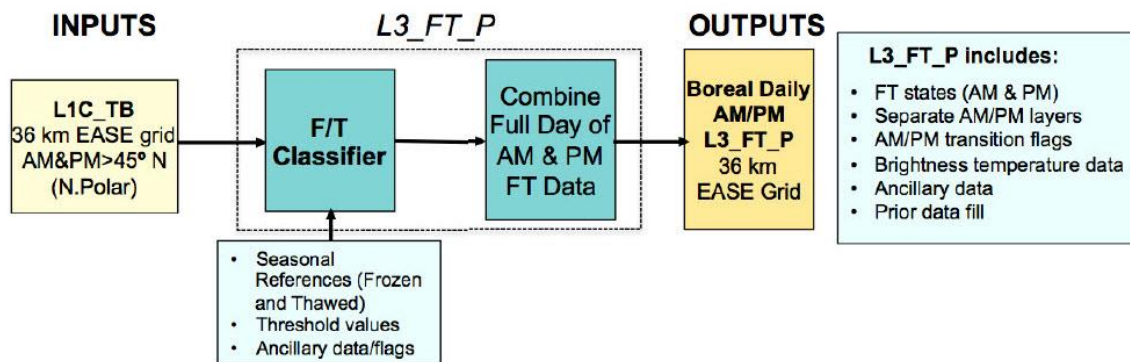 INPUTS
L3_FT_P
OUTPUTS
L1C_TB
36 km EASE grid
AM&PM>45º N
(N.Polar)
F/T
Classifier
Combine
Full Day of
AM & PM
FT Data
Boreal Daily
AM/PM
L3_FT_P
36 km
EASE Grid
L3_FT_P includes:
• FT states (AM & PM)
• Separate AM/PM layers
• AM/PM transition flags
• Brightness temperature data
• Ancillary data
• Prior data fill
• Seasonal
References (Frozen
and Thawed)
• Threshold values
• Ancillary data/flags